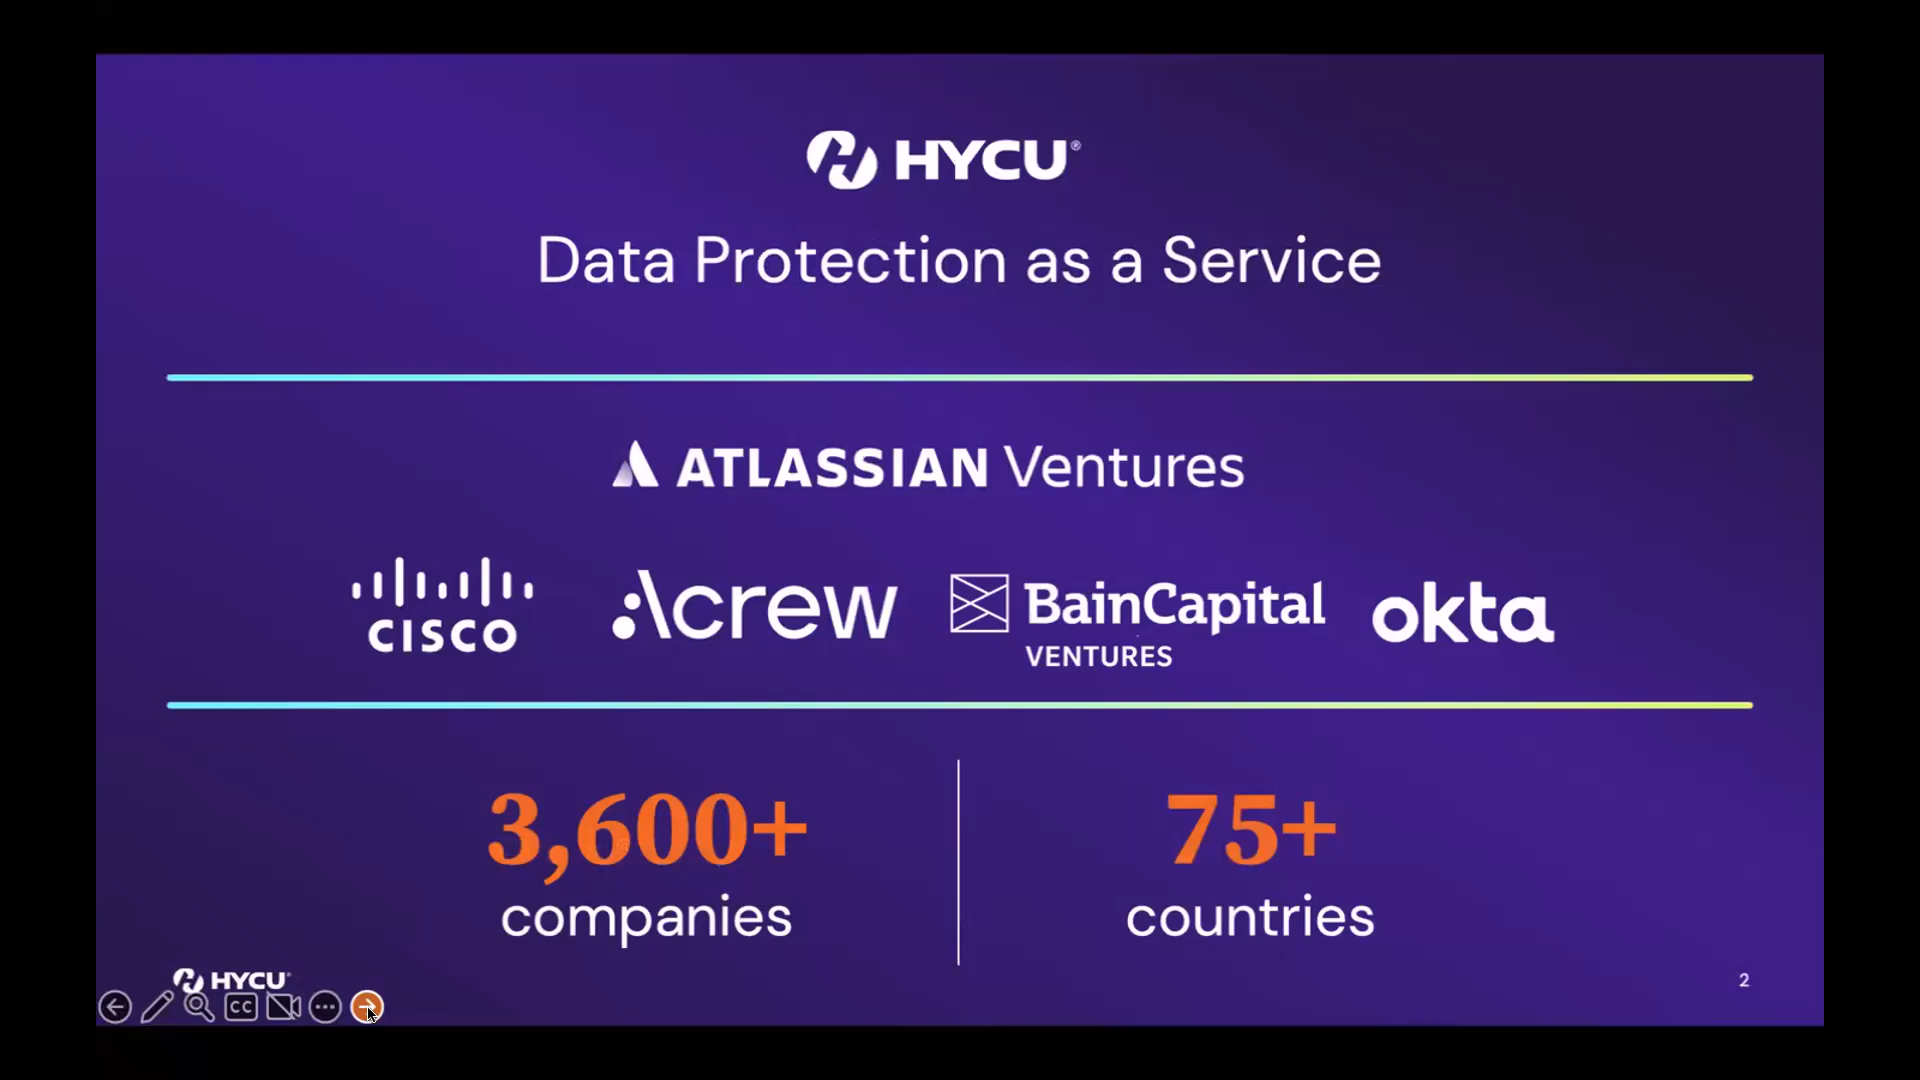 HYCU®
Data Protection as a Service
ATLASSIAN Ventures
CISCO
Acrew
BainCapital
VENTURES
okta
3,600+
companies
75+
countries
HYCU®
2
CC